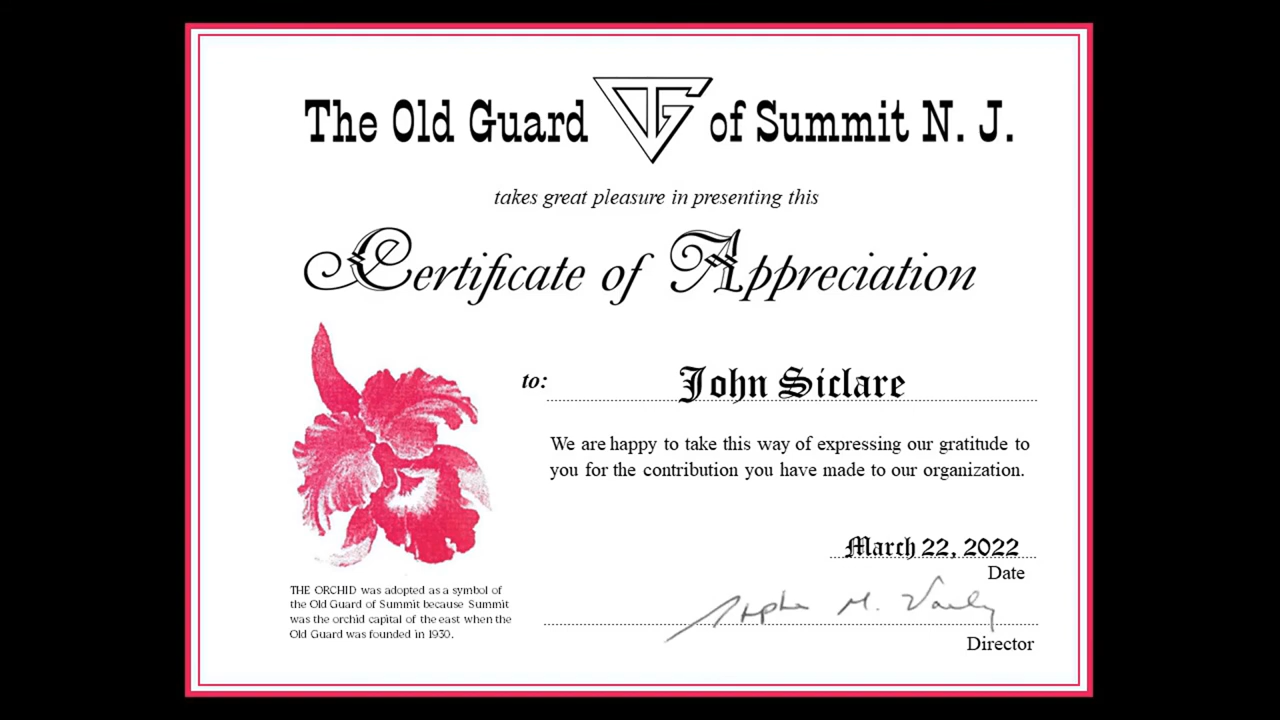 The Old Guard OG of Summit N. J.
takes great pleasure in presenting this
Certificate of Appreciation
to: John Siclare
We are happy to take this way of expressing our gratitude to
you for the contribution you have made to our organization.
March 22, 2022
Date
THE ORCHID was adopted as a symbol of
the Old Guard of Summit because Summit
was the orchid capital of the east when the
Old Guard was founded in 1930.
M.
Director